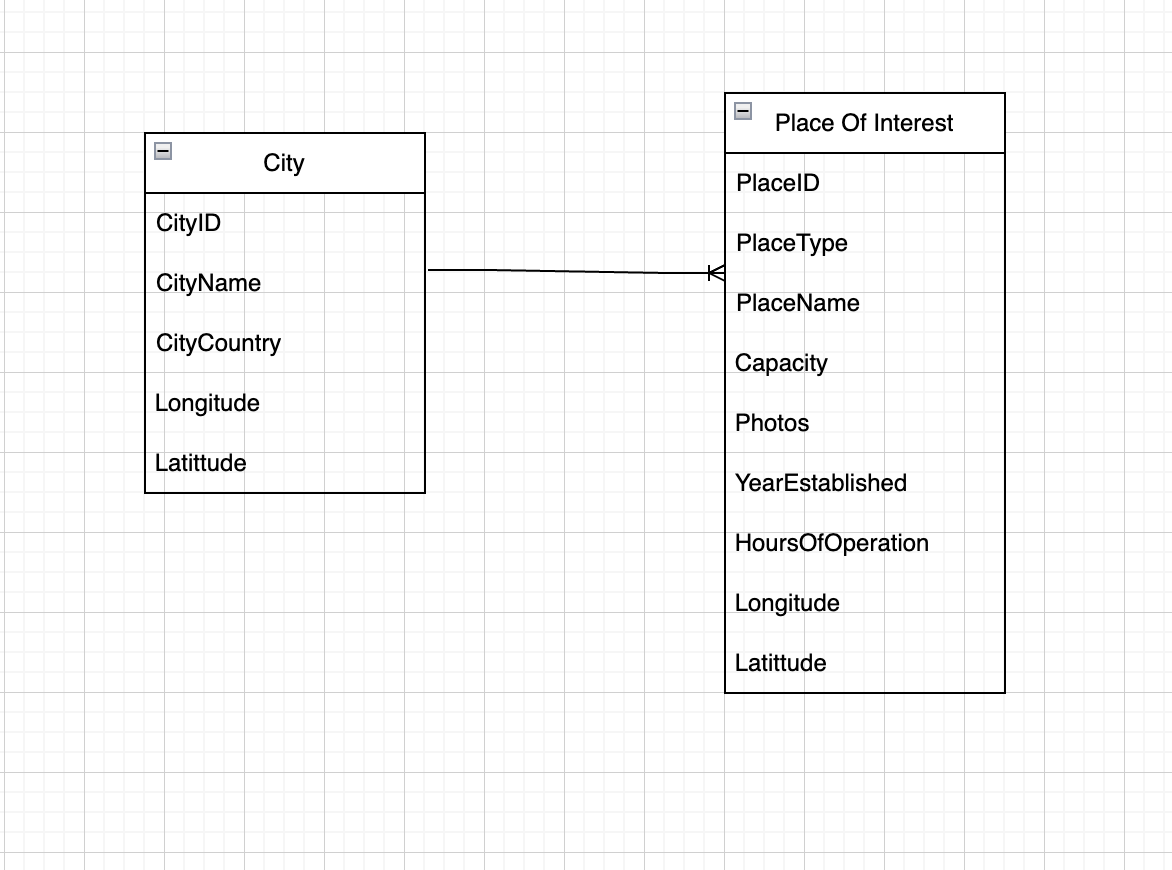 City
CityID
CityName
CityCountry
Longitude
Latittude
Place Of Interest
PlaceID
PlaceType
PlaceName
Capacity
Photos
YearEstablished
HoursOfOperation
Longitude
Latittude